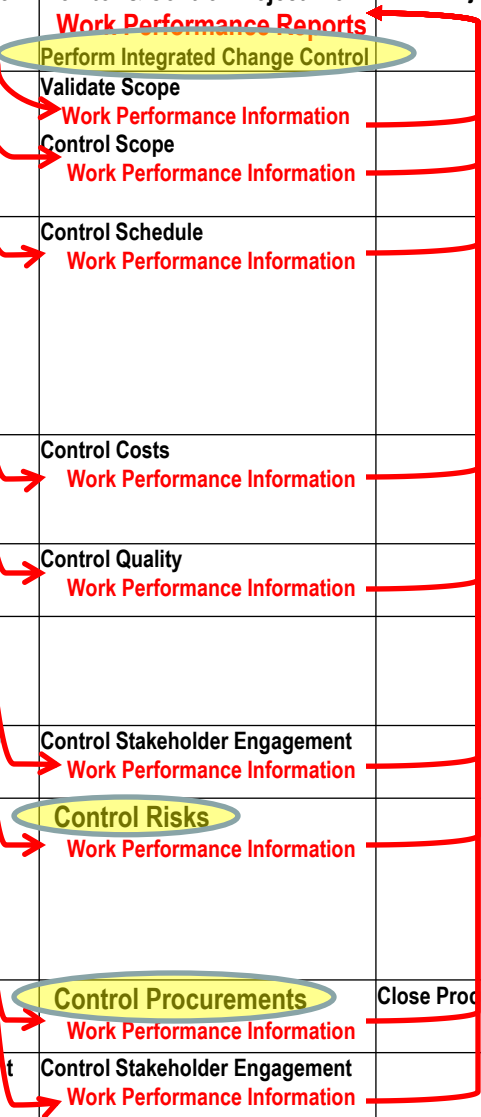 Work Performance Reports
Perform Integrated Change Control
Validate Scope
Work Performance Information
Control Scope
Work Performance Information
Control Schedule
Work Performance Information
Control Costs
Work Performance Information
Control Quality
Work Performance Information
Control Stakeholder Engagement
Work Performance Information
Control Risks
Work Performance Information
Control Procurements
Close Proc
Work Performance Information
t
Control Stakeholder Engagement
Work Performance Information